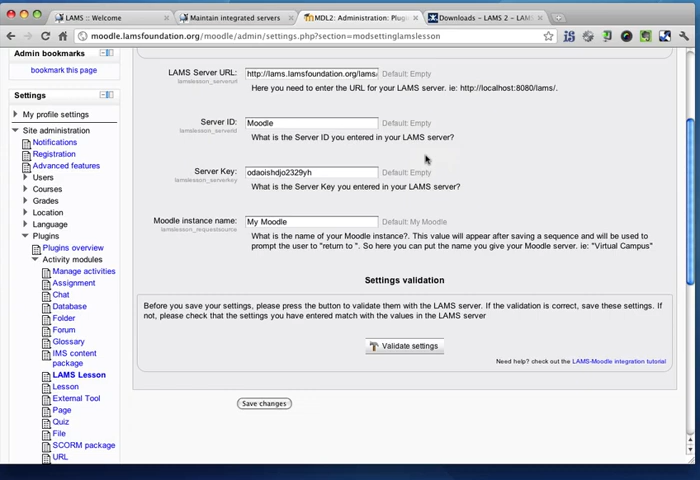 LAMS :: Welcome
Maintain integrated servers
MDL2: Administration: Plug
Downloads – LAMS 2 – LAM
moodle.lamsfoundation.org/moodle/admin/settings.php?section=modsettinglamslesson
Admin bookmarks
bookmark this page
Settings
My profile settings
Site administration
Notifications
Registration
Advanced features
Users
Courses
Grades
Location
Language
Plugins
Plugins overview
Activity modules
Manage activities
Assignment
Chat
Database
Folder
Forum
Glossary
IMS content
package
LAMS Lesson
Lesson
External Tool
Page
Quiz
File
SCORM package
URL
LAMS Server URL:
lamslesson_serverurl
http://lams.lamsfoundation.org/lams/
Default: Empty
Here you need to enter the URL for your LAMS server. ie: http://localhost:8080/lams/.
Server ID:
lamslesson_serverid
Moodle
Default: Empty
What is the Server ID you entered in your LAMS server?
Server Key:
lamslesson_serverkey
odaoishdjo2329yh
Default: Empty
What is the Server Key you entered in your LAMS server?
Moodle instance name:
lamslesson_requestsource
My Moodle
Default: My Moodle
What is the name of your Moodle instance?. This value will appear after saving a sequence and will be used to
prompt the user to "return to ". So here you can put the name you give your Moodle server. ie: "Virtual Campus"
Settings validation
Before you save your settings, please press the button to validate them with the LAMS server. If the validation is correct, save these settings. If
not, please check that the settings you have entered match with the values in the LAMS server
Validate settings
Need help? check out the LAMS-Moodle integration tutorial
Save changes